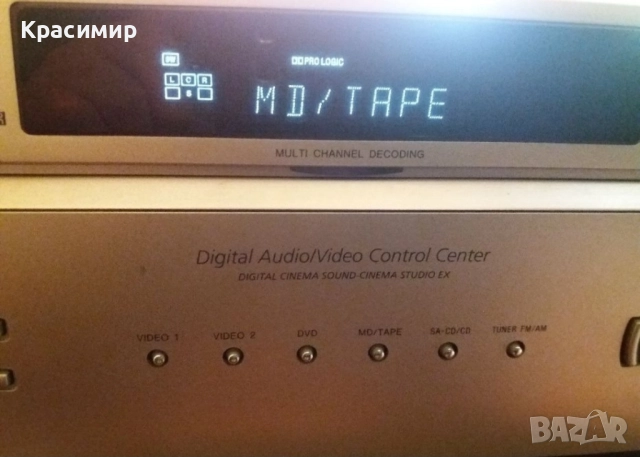 Красимир
SW
DD PRO LOGIC
L C R
S
MD/TAPE
MULTI CHANNEL DECODING
Digital Audio/Video Control Center
DIGITAL CINEMA SOUND-CINEMA STUDIO EX
VIDEO 1 VIDEO 2 DVD MD/TAPE SA-CD/CD TUNER FM/AM
BAZAR